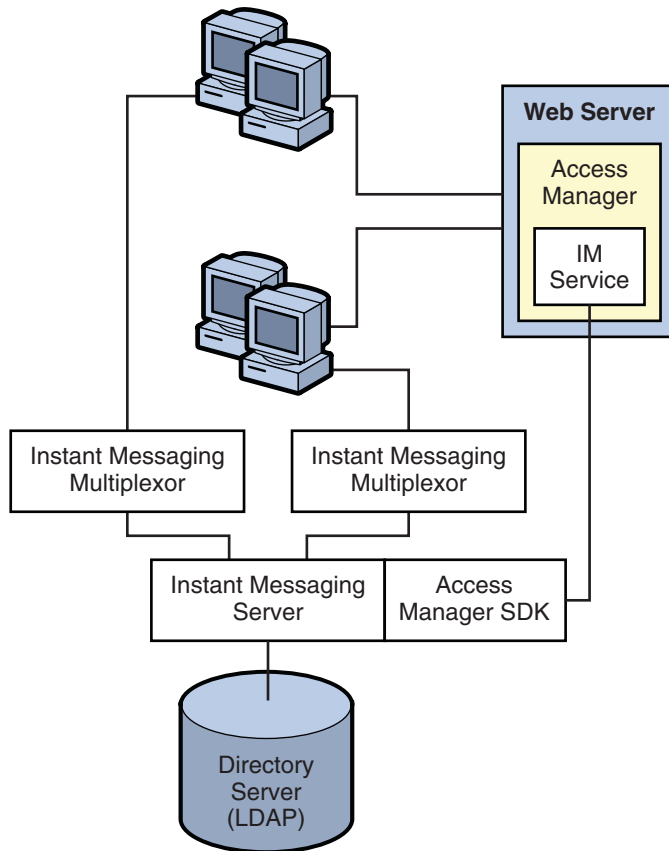 Web Server
Access
Manager
IM
Service
Instant Messaging
Multiplexor
Instant Messaging
Multiplexor
Instant Messaging
Server
Access
Manager SDK
Directory
Server
(LDAP)